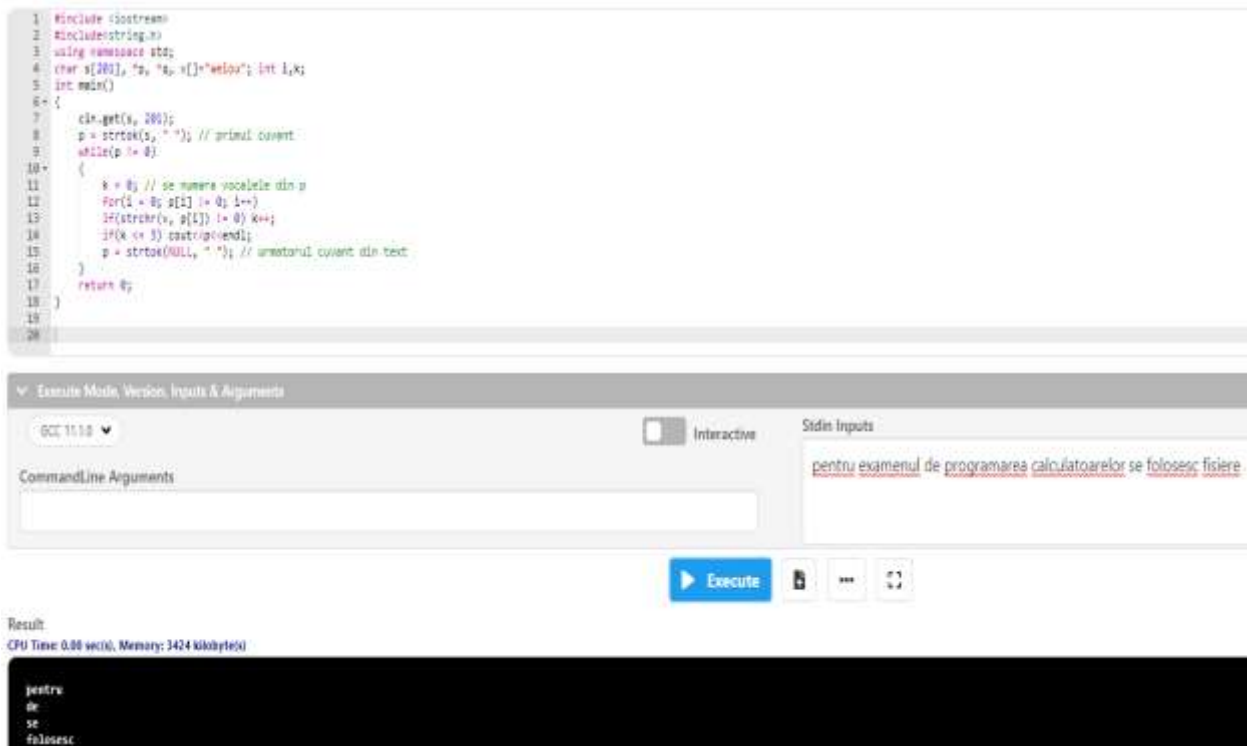 1 #include <iostream>
2 #include<string.h>
3 using namespace std;
4 char s[201], *p, *q, v[]="aeiou"; int i,k;
5 int main()
6 {
7 cin.get(s, 201);
8 p = strtok(s, " "); // primul cuvant
9 while(p != 0)
10 {
11 k = 0; // se numara vocalele din p
12 for(i = 0; p[i] != 0; i++)
13 if(strchr(v, p[i]) != 0) k++;
14 if(k <= 3) cout<<p<<endl;
15 p = strtok(NULL, " "); // urmatorul cuvant din text
16 }
17 return 0;
18 }
19
20
Execute Mode, Version, Inputs & Arguments
GCC 11.1.0
Interactive
Stdin Inputs
CommandLine Arguments
pentru examenul de programarea calculatoarelor se folosesc fisiere
Execute
Result
CPU Time: 0.00 sec(s), Memory: 3424 kilobyte(s)
pentru
de
se
folosesc